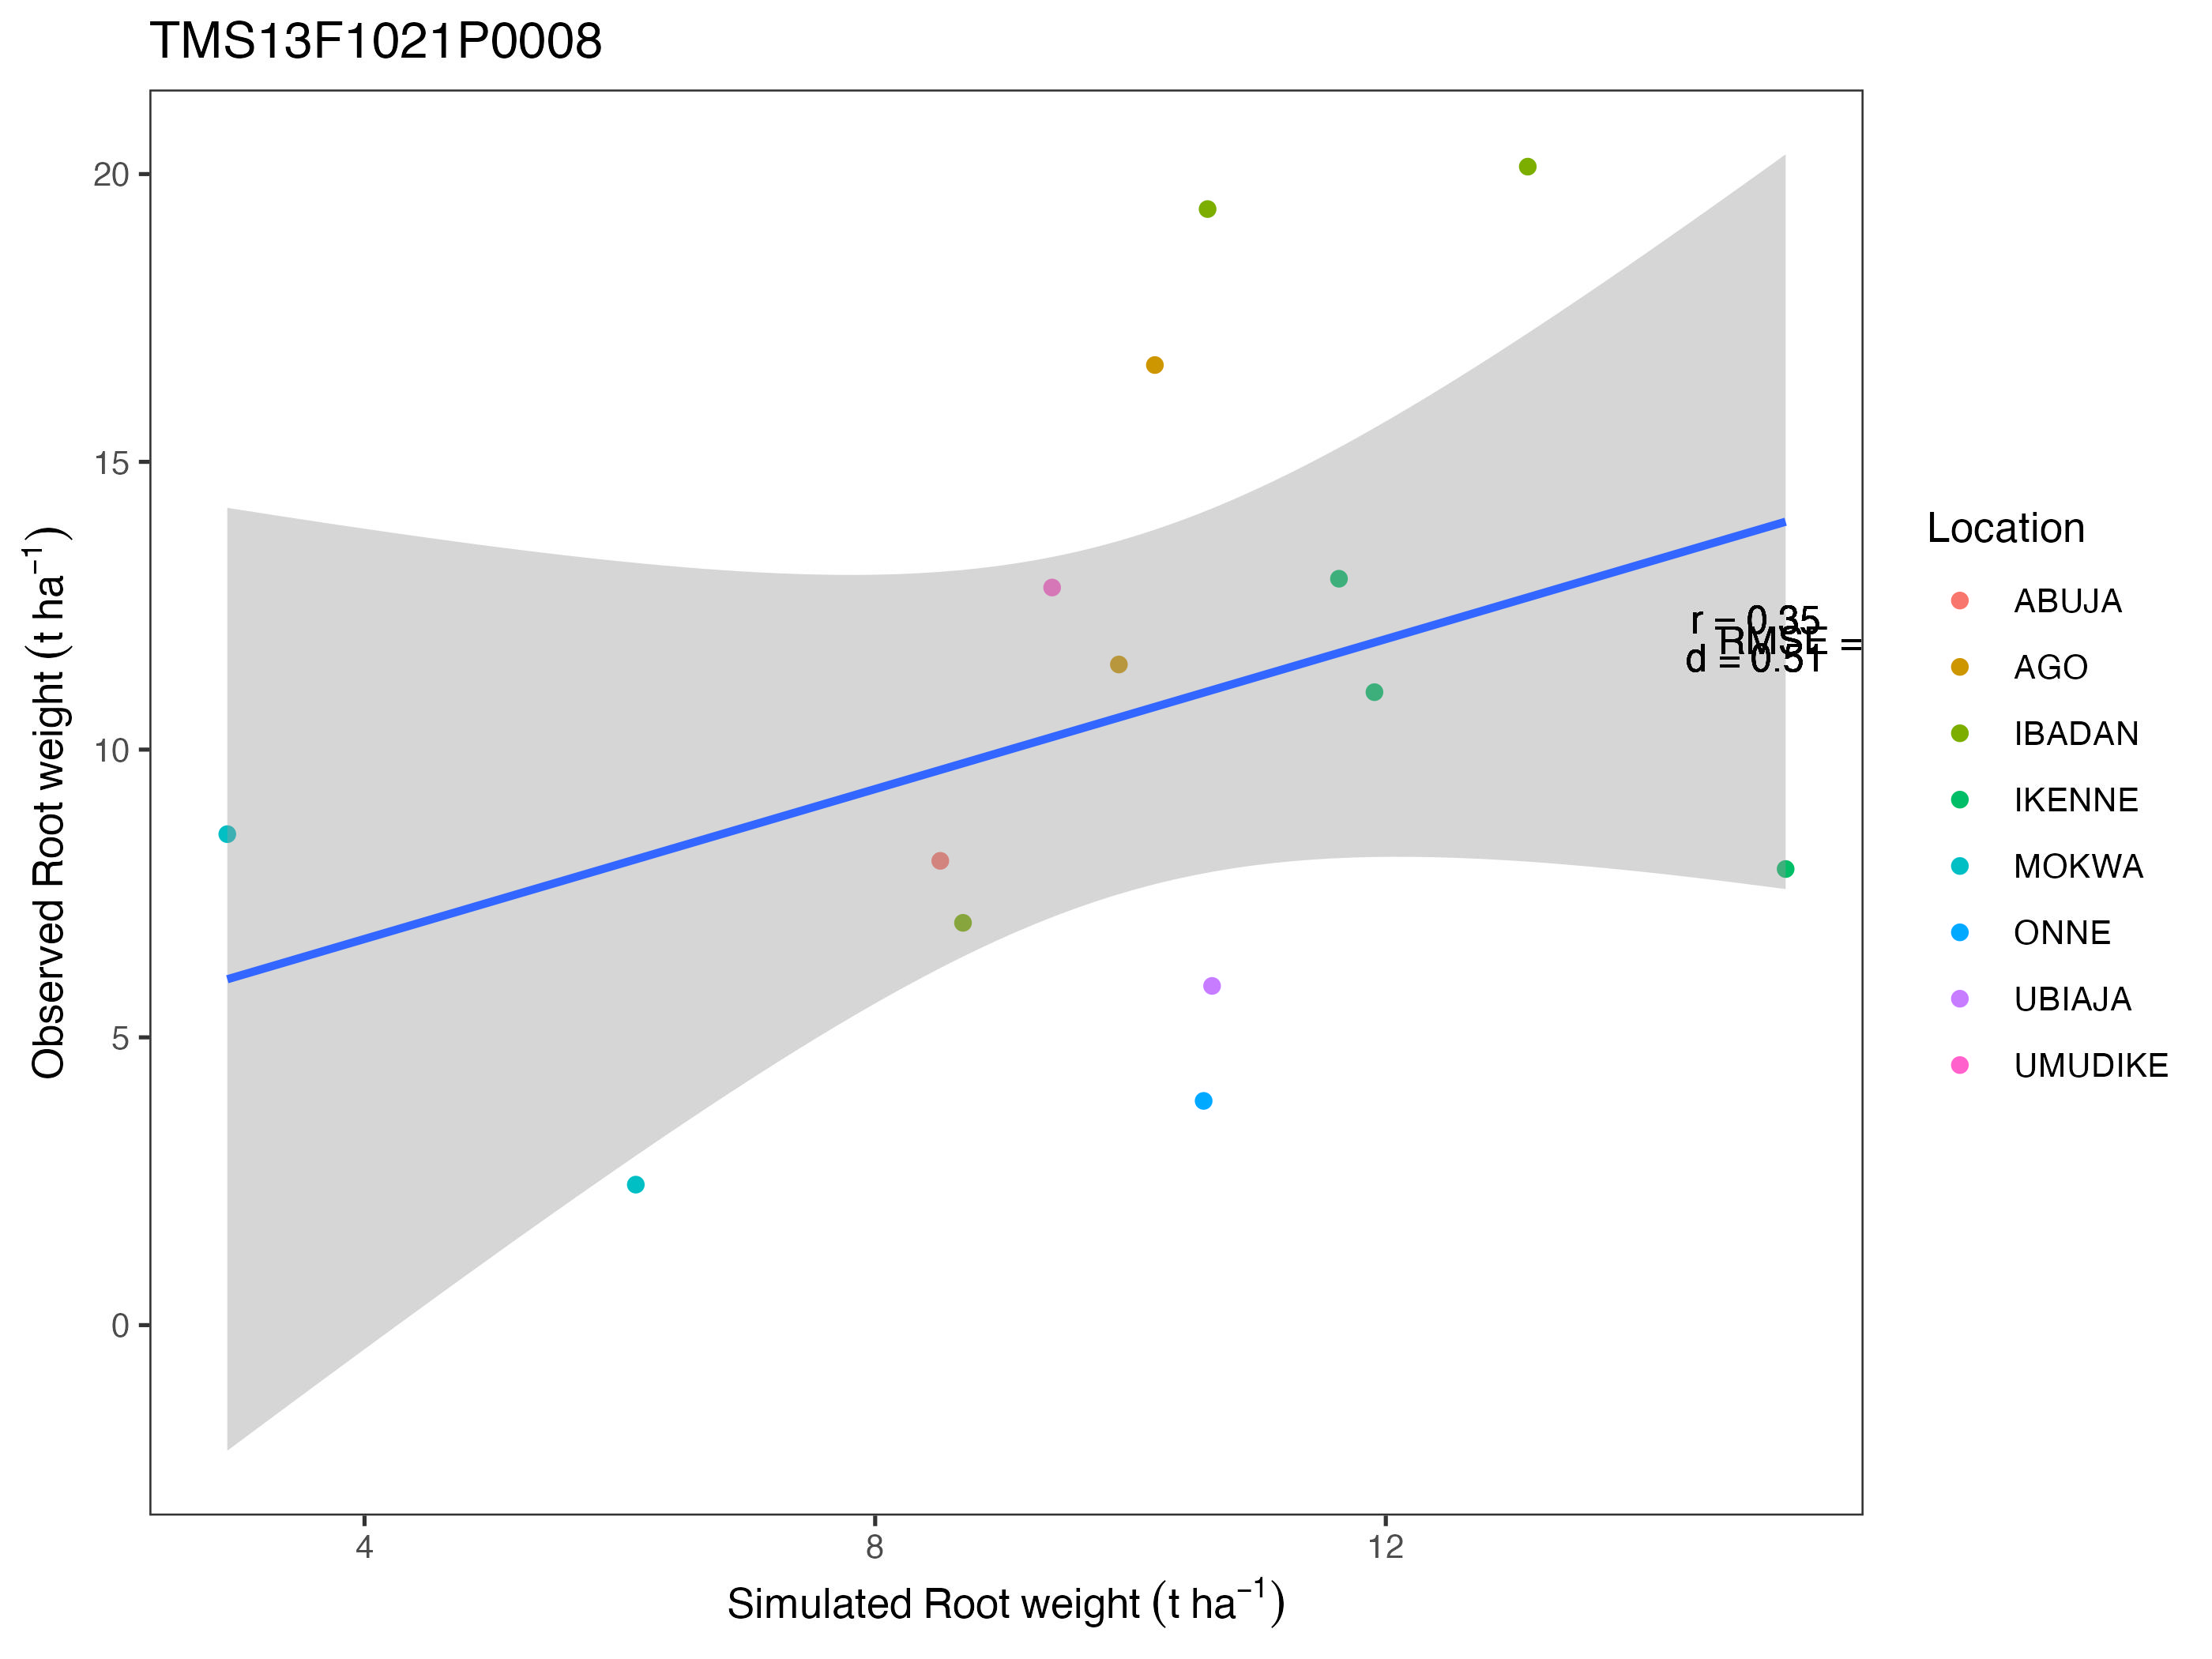 TMS13F1021P0008
Observed Root weight (t ha⁻¹)
20
15
10
5
0
4
8
12
Simulated Root weight (t ha⁻¹)
r = 0.35
RMSE =
d = 0.51
Location
ABUJA
AGO
IBADAN
IKENNE
MOKWA
ONNE
UBIAJA
UMUDIKE